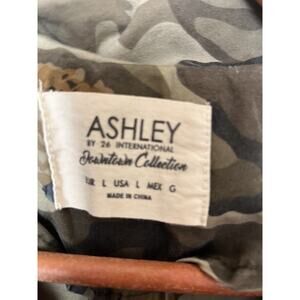 ASHLEY
BY 26 INTERNATIONAL
Downtown Collection
EUR L USA L MEX G
MADE IN CHINA